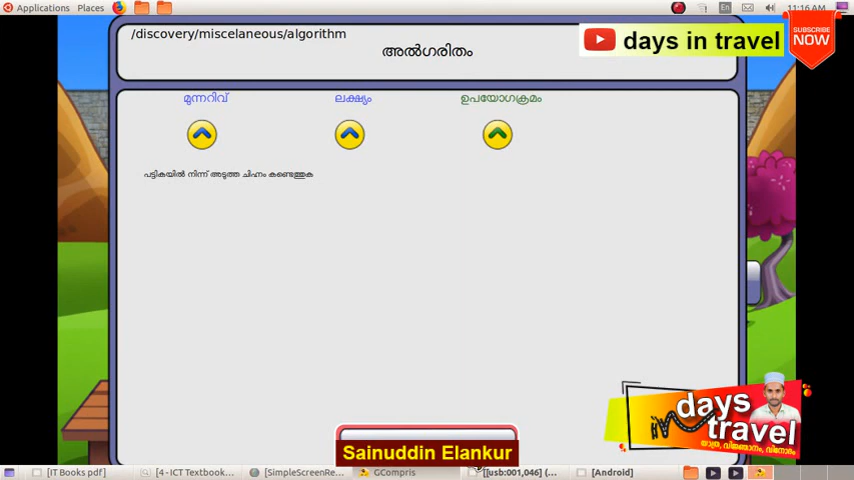 Applications Places En 11:16 AM
/discovery/miscelaneous/algorithm
അൽഗരിതം
days in travel
SUBSCRIBE
NOW
മുന്നറിവ് ലക്ഷ്യം ഉപയോഗക്രമം
പട്ടികയിൽ നിന്ന് അടുത്ത ചിഹ്നം കണ്ടെത്തുക
days
in travel
യാത്ര, വിജ്ഞാനം, വിനോദം
Sainuddin Elankur
[IT Books pdf] [4 -ICT Textbook... [SimpleScreenRe... GCompris [[usb:001,046] (... [Android]